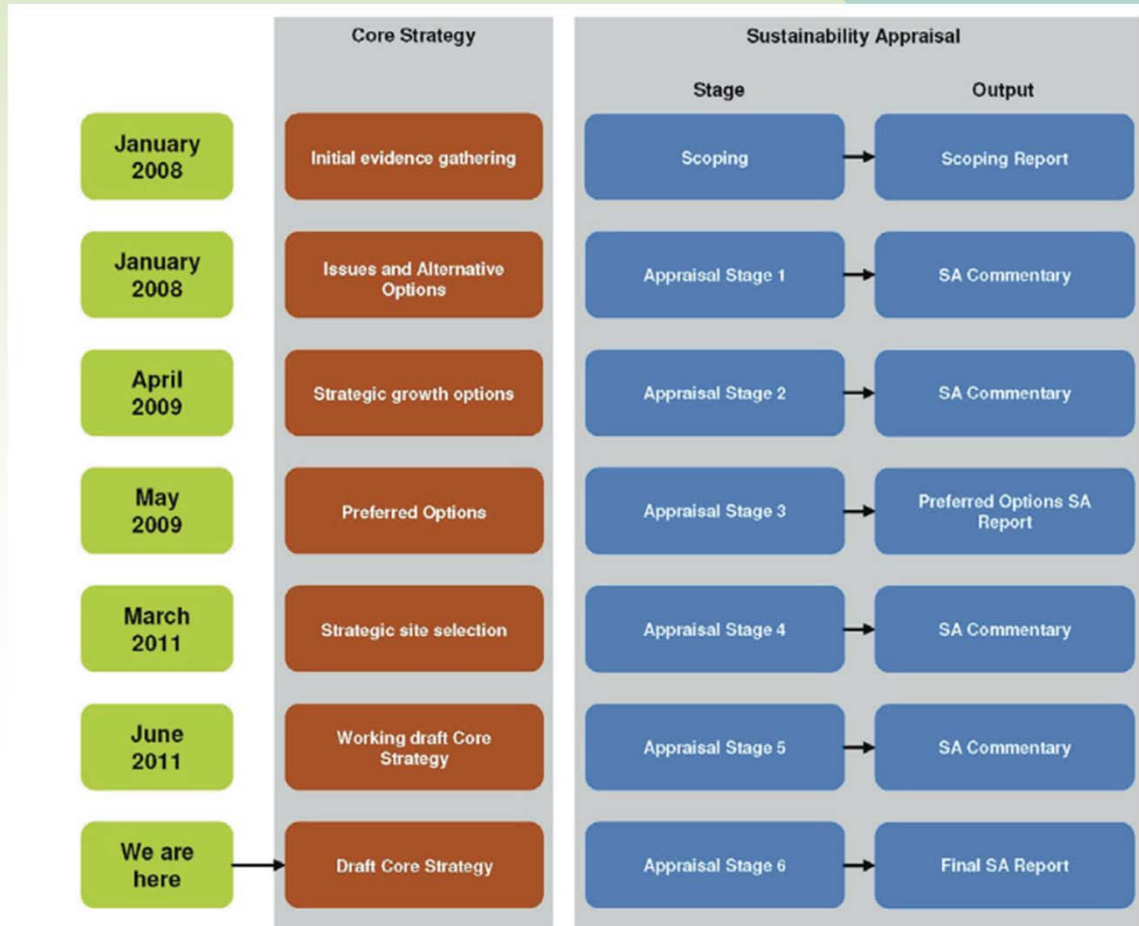 Core Strategy
Sustainability Appraisal
Stage
Output
January
2008
Initial evidence gathering
Scoping
Scoping Report
January
2008
Issues and Alternative
Options
Appraisal Stage 1
SA Commentary
April
2009
Strategic growth options
Appraisal Stage 2
SA Commentary
May
2009
Preferred Options
Appraisal Stage 3
Preferred Options SA
Report
March
2011
Strategic site selection
Appraisal Stage 4
SA Commentary
June
2011
Working draft Core
Strategy
Appraisal Stage 5
SA Commentary
We are
here
Draft Core Strategy
Appraisal Stage 6
Final SA Report